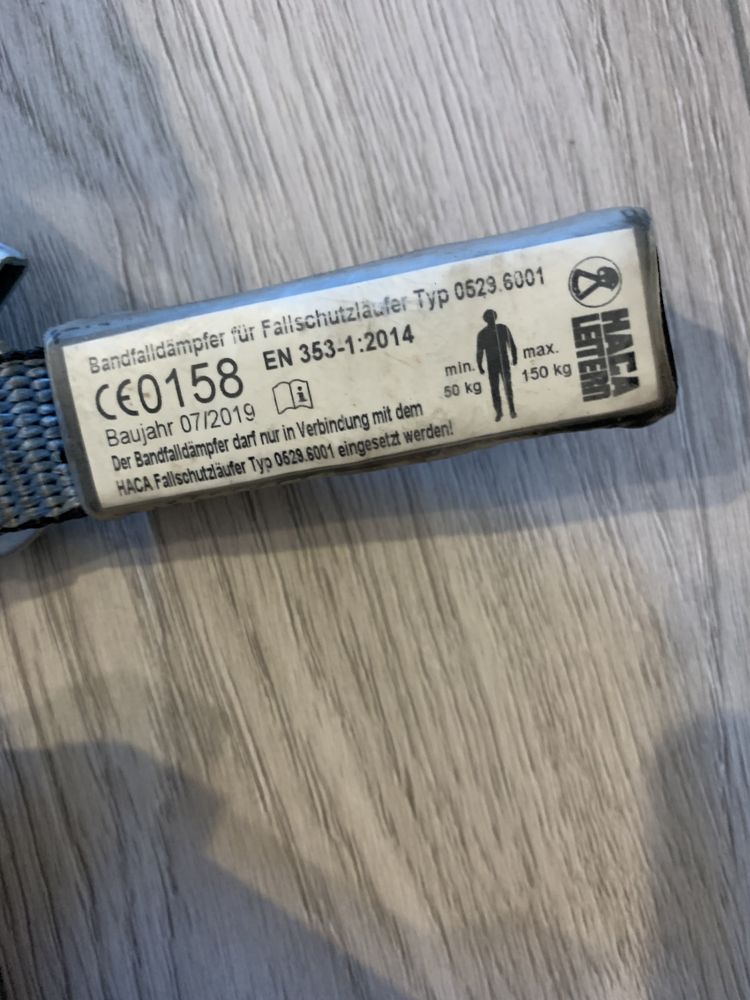 Bandfalldämpfer für Fallschutzläufer Typ 0529.6001
CE0158 EN 353-1:2014
Baujahr 07/2019
min. 50 kg
max. 150 kg
Der Bandfalldämpfer darf nur in Verbindung mit dem
HACA Fallschutzläufer Typ 0529.6001 eingesetzt werden!
HACA
LEITERN